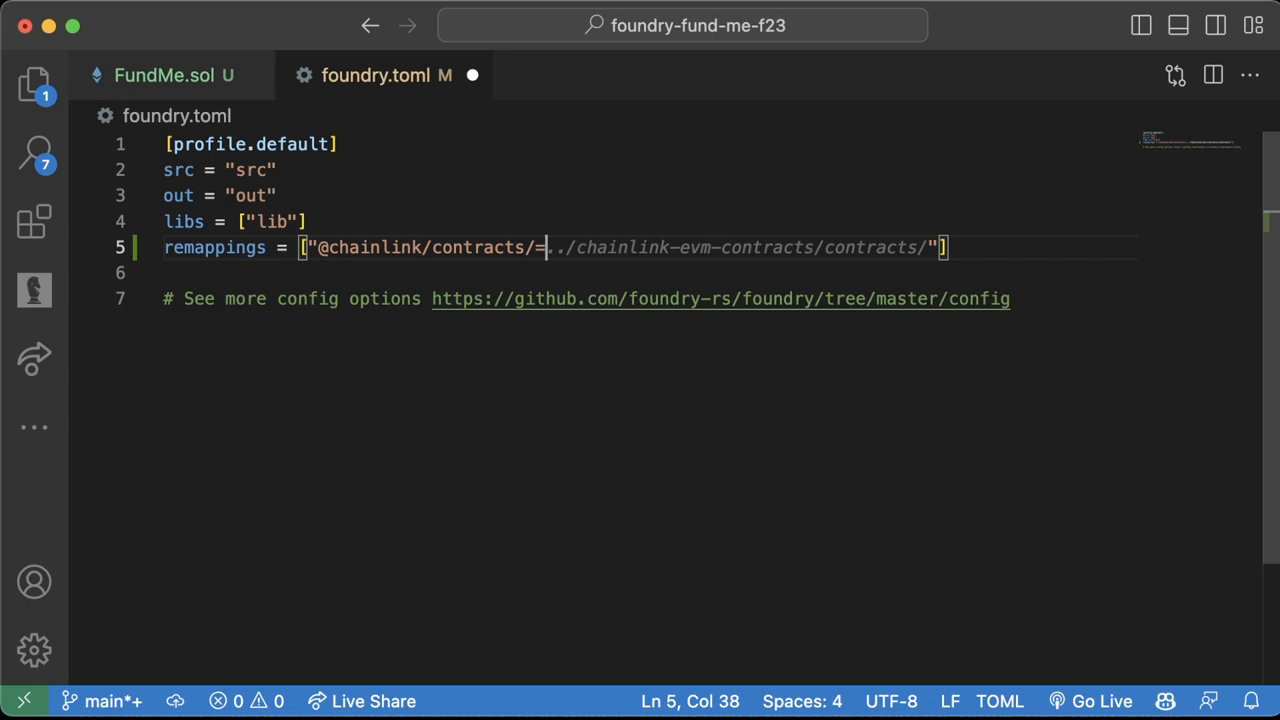 foundry-fund-me-f23
FundMe.sol U
foundry.toml M
1
7
foundry.toml
1 [profile.default]
2 src = "src"
3 out = "out"
4 libs = ["lib"]
5 remappings = ["@chainlink/contracts/=../chainlink-evm-contracts/contracts/"]
6
7 # See more config options https://github.com/foundry-rs/foundry/tree/master/config
main*+ 0 0 Live Share Ln 5, Col 38 Spaces: 4 UTF-8 LF TOML Go Live